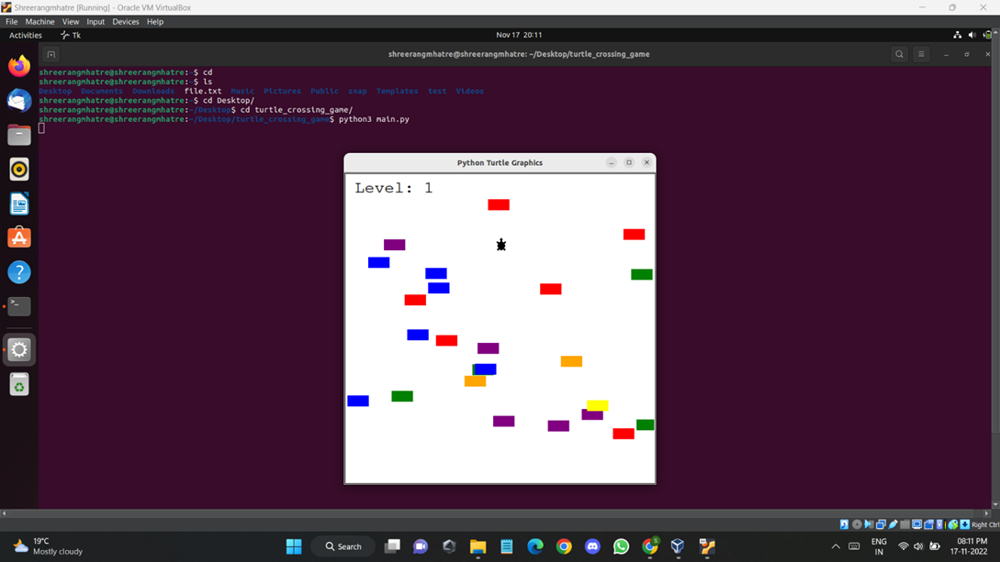 Shreerangmhatre [Running] - Oracle VM VirtualBox
File Machine View Input Devices Help
Activities Tk Nov 17 20:11
shreerangmhatre@shreerangmhatre: ~/Desktop/turtle_crossing_game
shreerangmhatre@shreerangmhatre:~$ cd
shreerangmhatre@shreerangmhatre:~$ ls
Desktop Documents Downloads file.txt Music Pictures Public snap Templates test Videos
shreerangmhatre@shreerangmhatre:~$ cd Desktop/
shreerangmhatre@shreerangmhatre:~/Desktop$ cd turtle_crossing_game/
shreerangmhatre@shreerangmhatre:~/Desktop/turtle_crossing_game$ python3 main.py
Python Turtle Graphics
Level: 1
Right Ctrl
19°C
Mostly cloudy
Search
ENG
IN
08:11 PM
17-11-2022